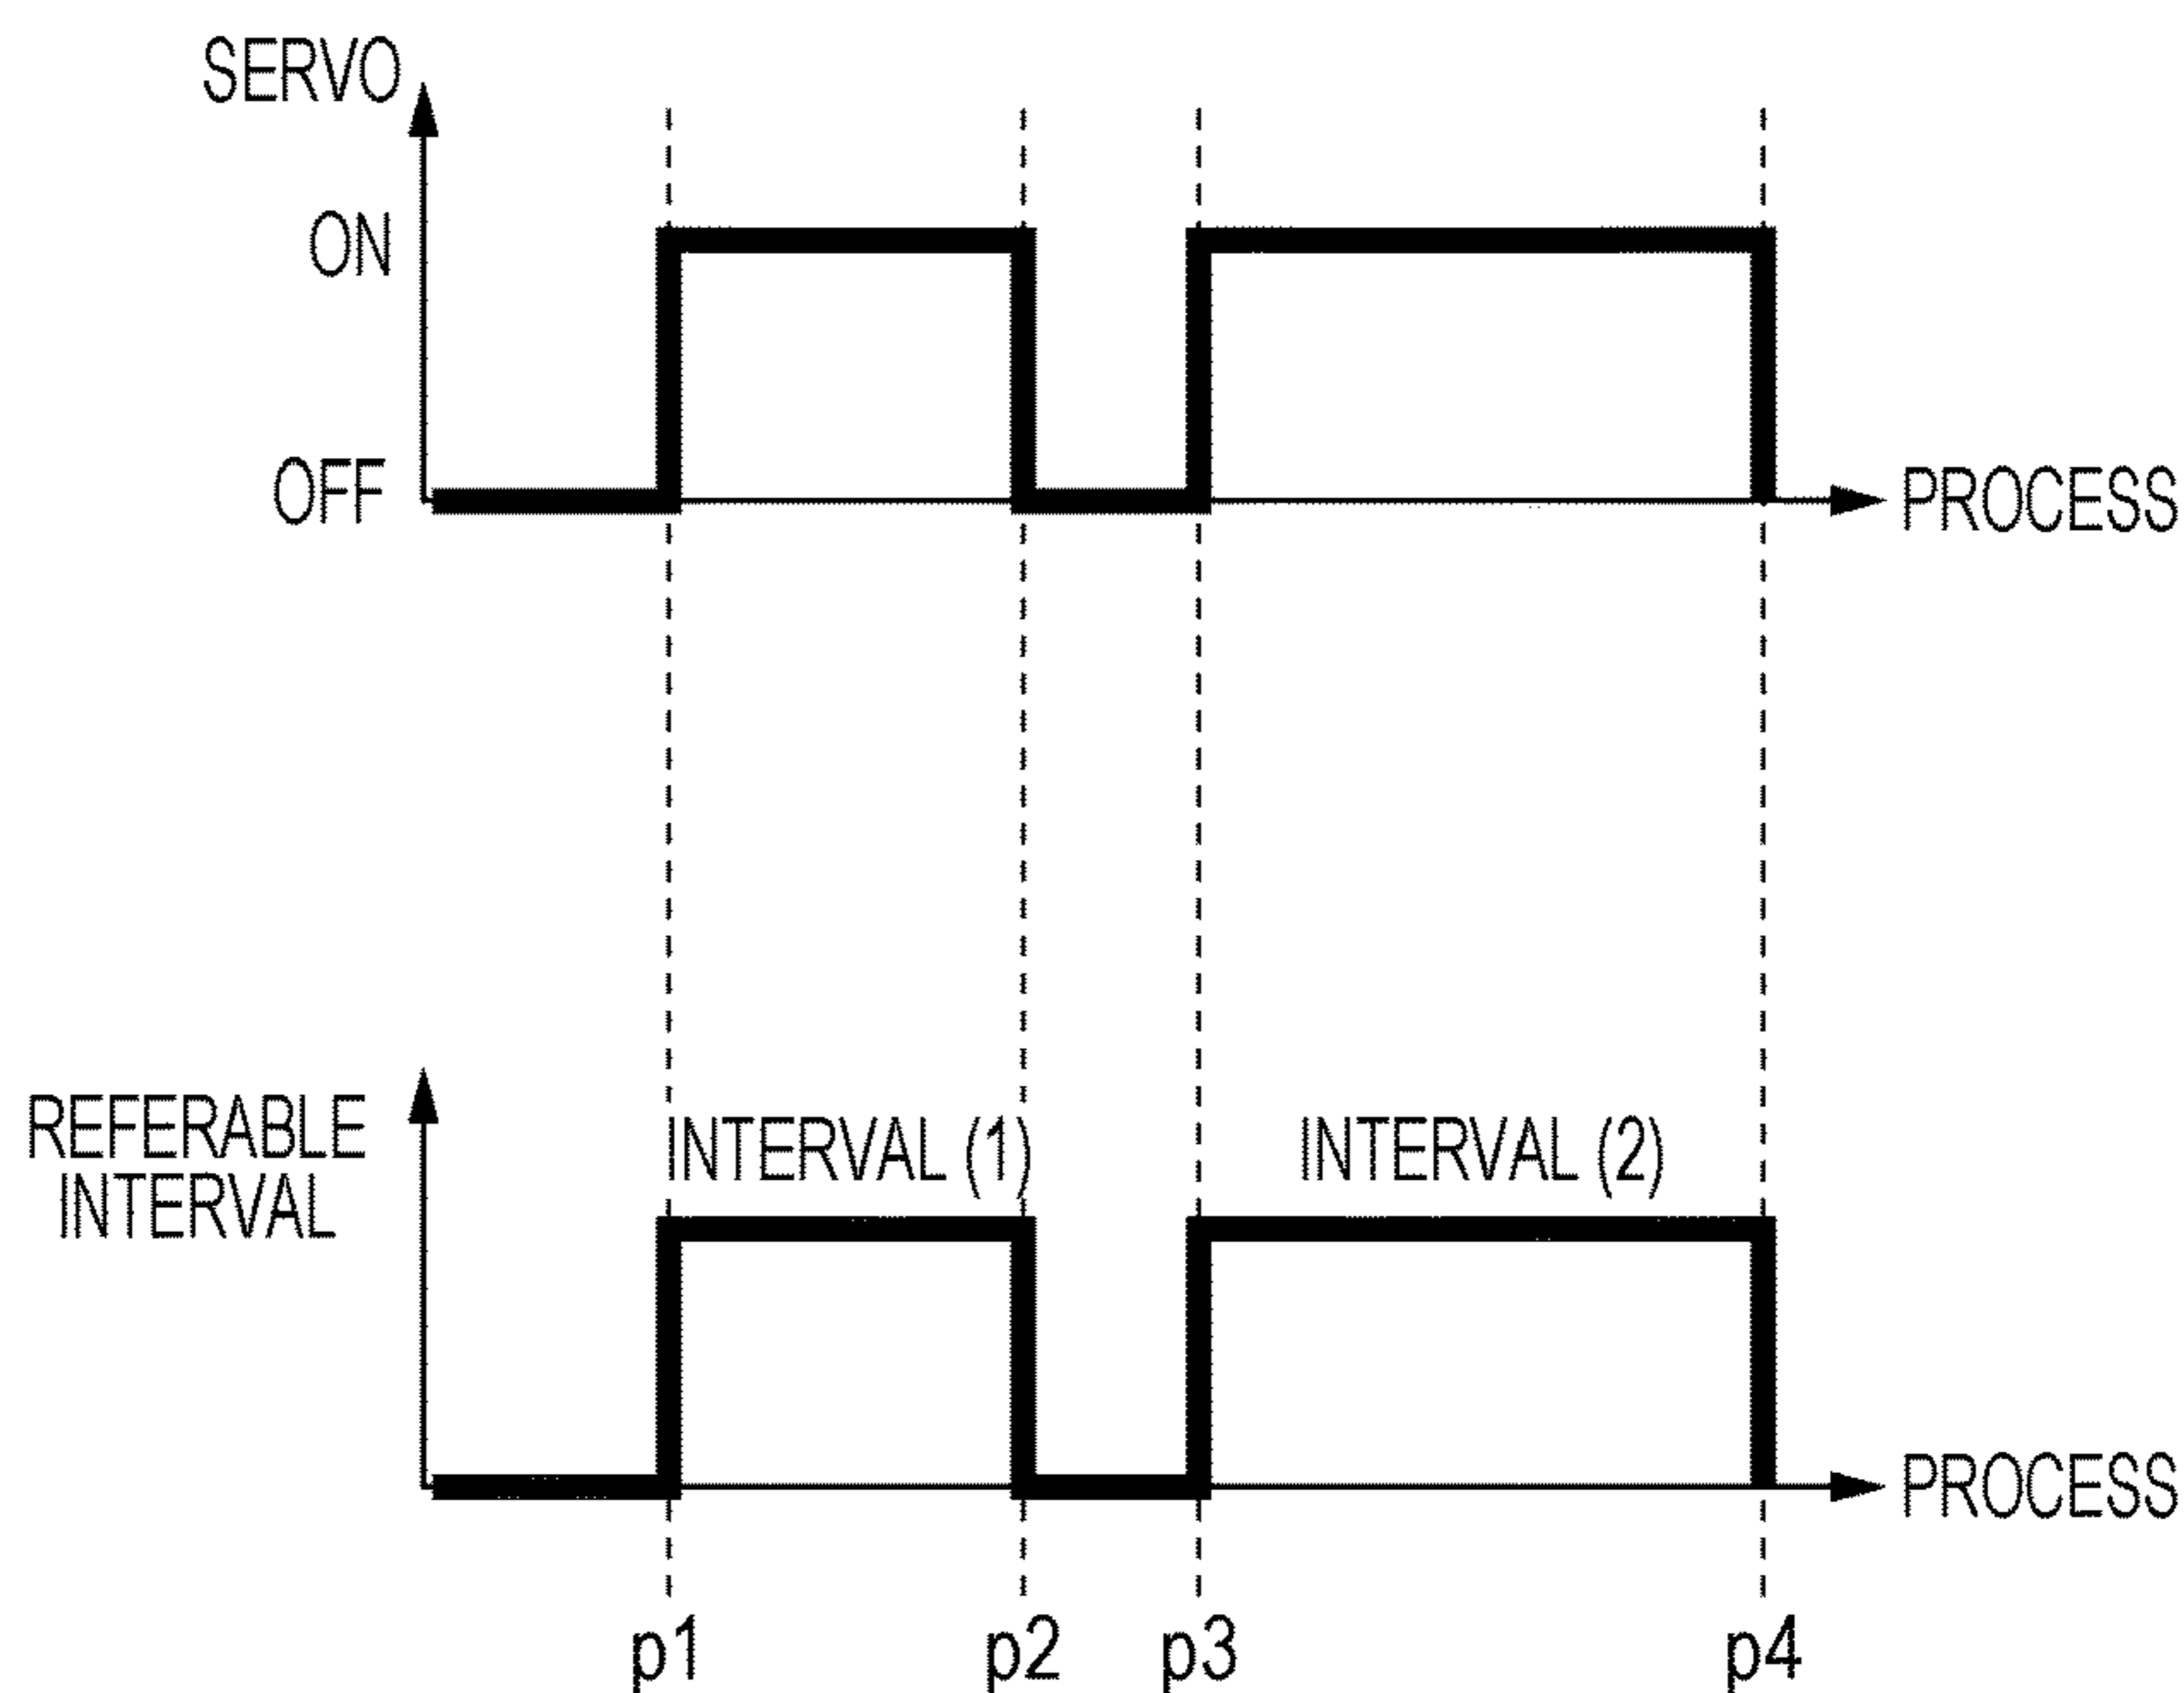 SERVO
ON
OFF
PROCESS
REFERABLE
INTERVAL
INTERVAL (1)
INTERVAL (2)
PROCESS
p1
p2
p3
p4